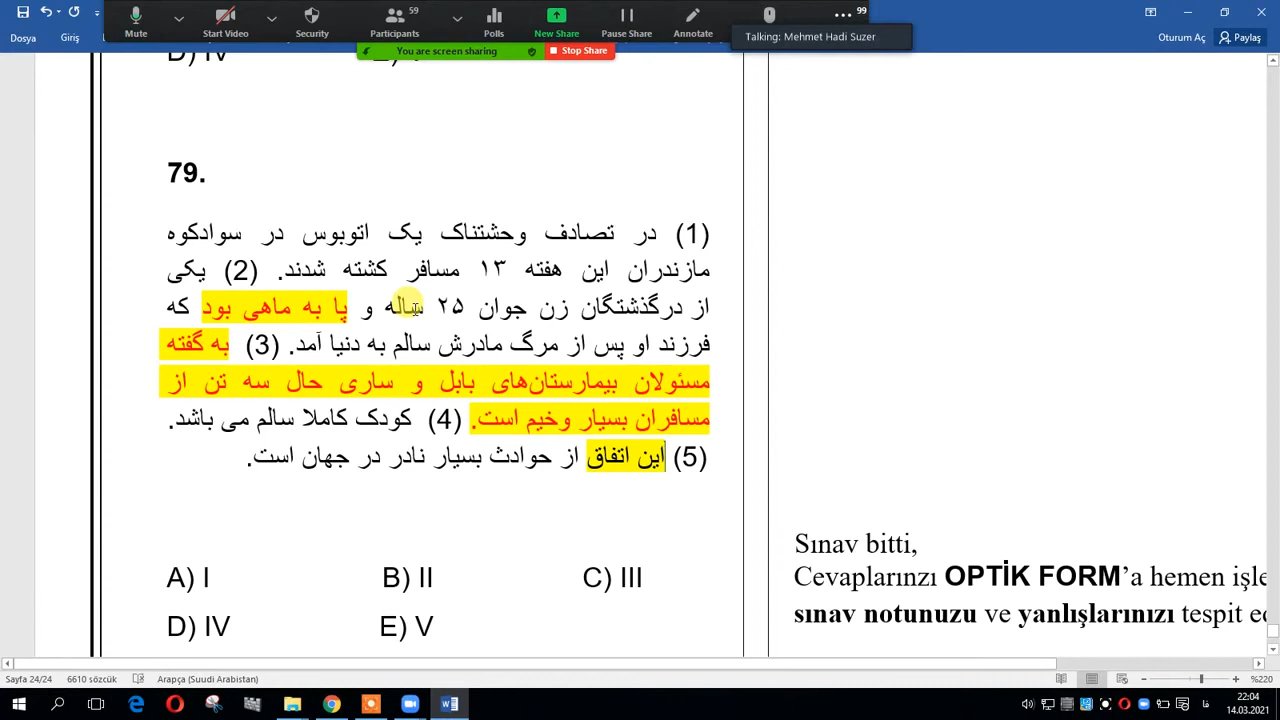 Dosya
Giriş
Mute
Start Video
Security
Participants
59
Polls
New Share
Pause Share
Annotate
99
Talking: Mehmet Hadi Suzer
You are screen sharing
Stop Share
Oturum Aç
Paylaş
79.
(1) در تصادف وحشتناک یک اتوبوس در سوادکوه
مازندران این هفته ۱۳ مسافر کشته شدند. (2) یکی
از درگذشتگان زن جوان ۲۵ ساله و پا به ماهی بود که
فرزند او پس از مرگ مادرش سالم به دنیا آمد. (3) به گفته
مسئولان بیمارستان‌های بابل و ساری حال سه تن از
مسافران بسیار وخیم است. (4) کودک کاملا سالم می باشد.
(5) این اتفاق از حوادث بسیار نادر در جهان است.
A) I
B) II
C) III
D) IV
E) V
Sınav bitti,
Cevaplarınzı OPTİK FORM’a hemen işle
sınav notunuzu ve yanlışlarınızı tespit ed
Sayfa 24/24
6610 sözcük
Arapça (Suudi Arabistan)
%220
22:04
14.03.2021